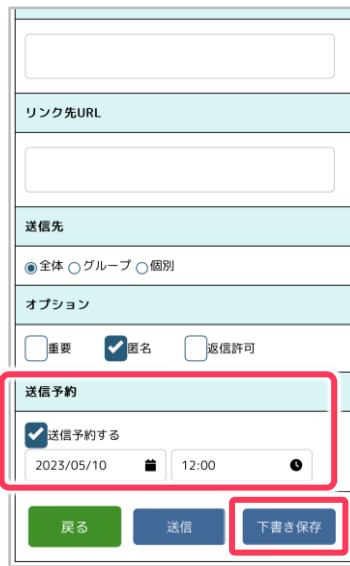 リンク先URL
送信先
全体 グループ 個別
オプション
重要 匿名 返信許可
送信予約
送信予約する
2023/05/10 12:00
戻る 送信 下書き保存